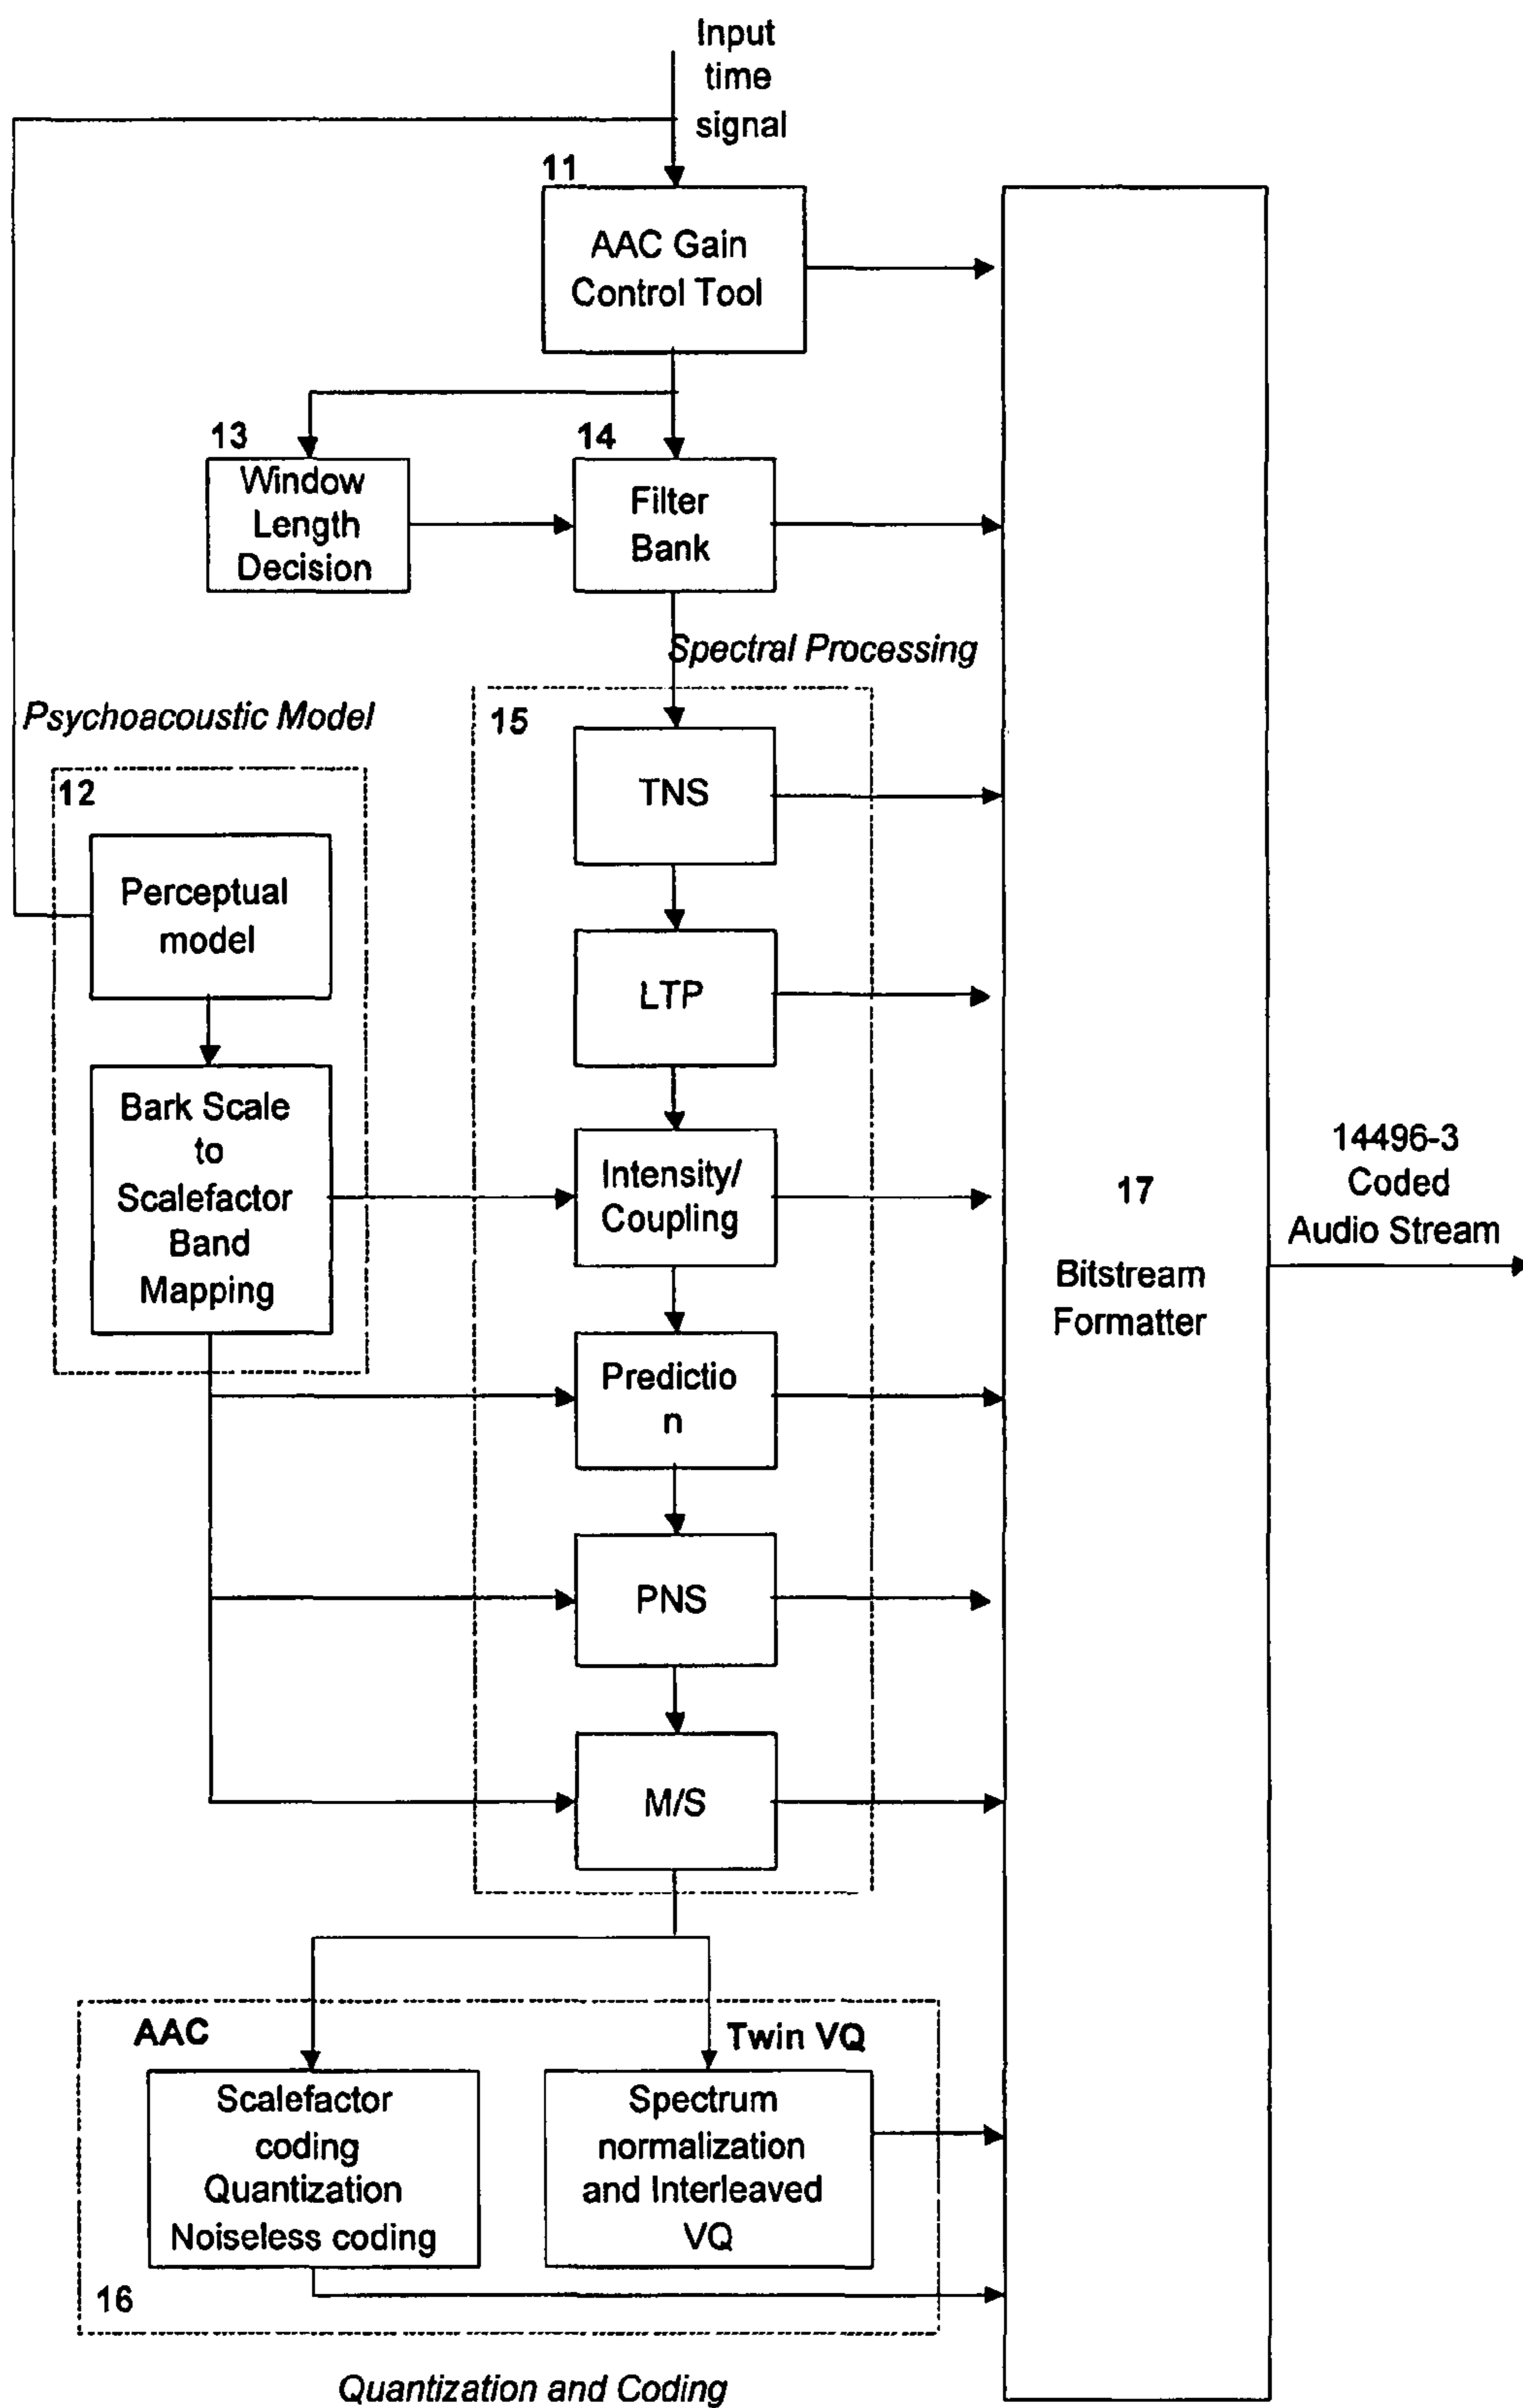 Input
time
signal
11
AAC Gain
Control Tool
13
Window
Length
Decision
14
Filter
Bank
Spectral Processing
Psychoacoustic Model
15
12
TNS
Perceptual
model
LTP
Bark Scale
to
Scalefactor
Band
Mapping
Intensity/
Coupling
14496-3
Coded
Audio Stream
17
Bitstream
Formatter
Predictio
n
PNS
M/S
AAC
Twin VQ
Scalefactor
coding
Quantization
Noiseless coding
Spectrum
normalization
and Interleaved
VQ
16
Quantization and Coding